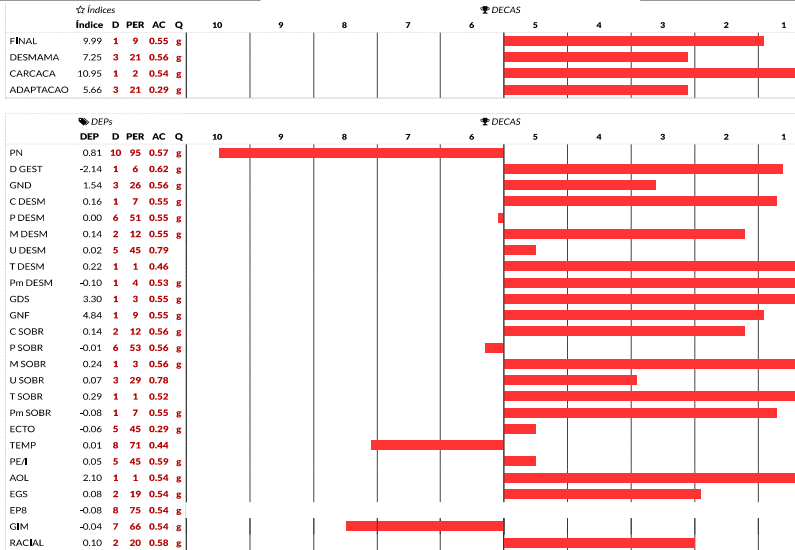 Índices DECAS
Índice D PER AC Q 10 9 8 7 6 5 4 3 2 1
FINAL 9.99 1 9 0.55 g
DESMAMA 7.25 3 21 0.56 g
CARCACA 10.95 1 2 0.54 g
ADAPTACAO 5.66 3 21 0.29 g
DEPs DECAS
DEP D PER AC Q 10 9 8 7 6 5 4 3 2 1
PN 0.81 10 95 0.57 g
D GEST -2.14 1 6 0.62 g
GND 1.54 3 26 0.56 g
C DESM 0.16 1 7 0.55 g
P DESM 0.00 6 51 0.55 g
M DESM 0.14 2 12 0.55 g
U DESM 0.02 5 45 0.79
T DESM 0.22 1 1 0.46
Pm DESM -0.10 1 4 0.53 g
GDS 3.30 1 3 0.55 g
GNF 4.84 1 9 0.55 g
C SOBR 0.14 2 12 0.56 g
P SOBR -0.01 6 53 0.56 g
M SOBR 0.24 1 3 0.56 g
U SOBR 0.07 3 29 0.78
T SOBR 0.29 1 1 0.52
Pm SOBR -0.08 1 7 0.55 g
ECTO -0.06 5 45 0.29 g
TEMP 0.01 8 71 0.44
PE/I 0.05 5 45 0.59 g
AOL 2.10 1 1 0.54 g
EGS 0.08 2 19 0.54 g
EP8 -0.08 8 75 0.54 g
GIM -0.04 7 66 0.54 g
RACIAL 0.10 2 20 0.58 g